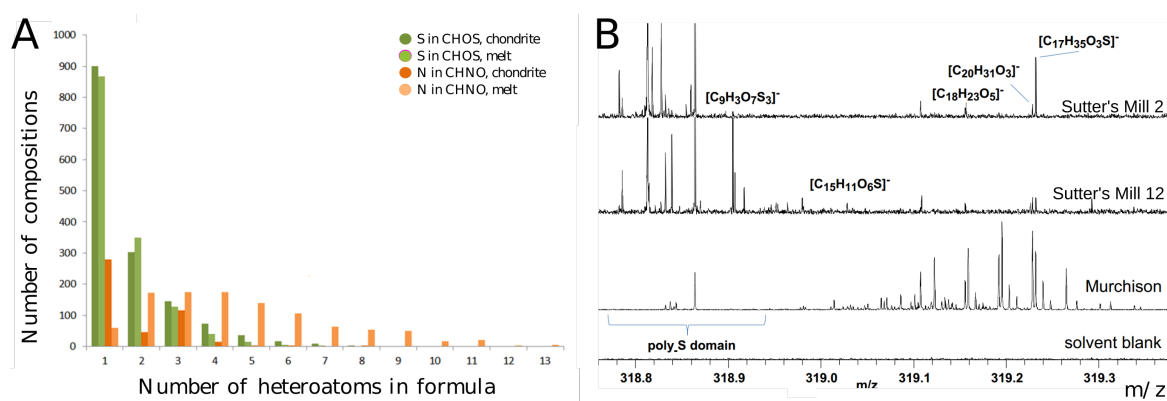 A
S in CHOS, chondrite
S in CHOS, melt
N in CHNO, chondrite
N in CHNO, melt
Number of compositions
1000
900
800
700
600
500
400
300
200
100
0
1 2 3 4 5 6 7 8 9 10 11 12 13
Number of heteroatoms in formula
B
[C17H35O3S]-
[C20H31O3]-
[C9H3O7S3]-
[C18H23O5]-
Sutter's Mill 2
[C15H11O6S]-
Sutter's Mill 12
Murchison
poly_S domain
solvent blank
318.8 318.9 319.0 319.1 319.2 319.3
m/z
m/z